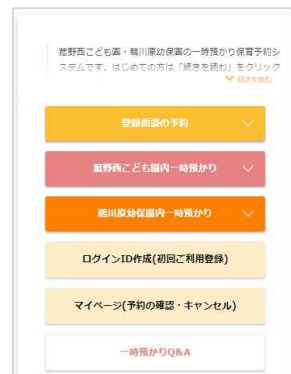 菰野西こども園・鵜川原幼保園の一時預かり保育予約シ
ステムです。はじめての方は「続きを読む」をクリック
続きを読む
登録面談の予約
菰野西こども園内一時預かり
鵜川原幼保園内一時預かり
ログインID作成(初回ご利用登録)
マイページ(予約の確認・キャンセル)
一時預かりQ&A